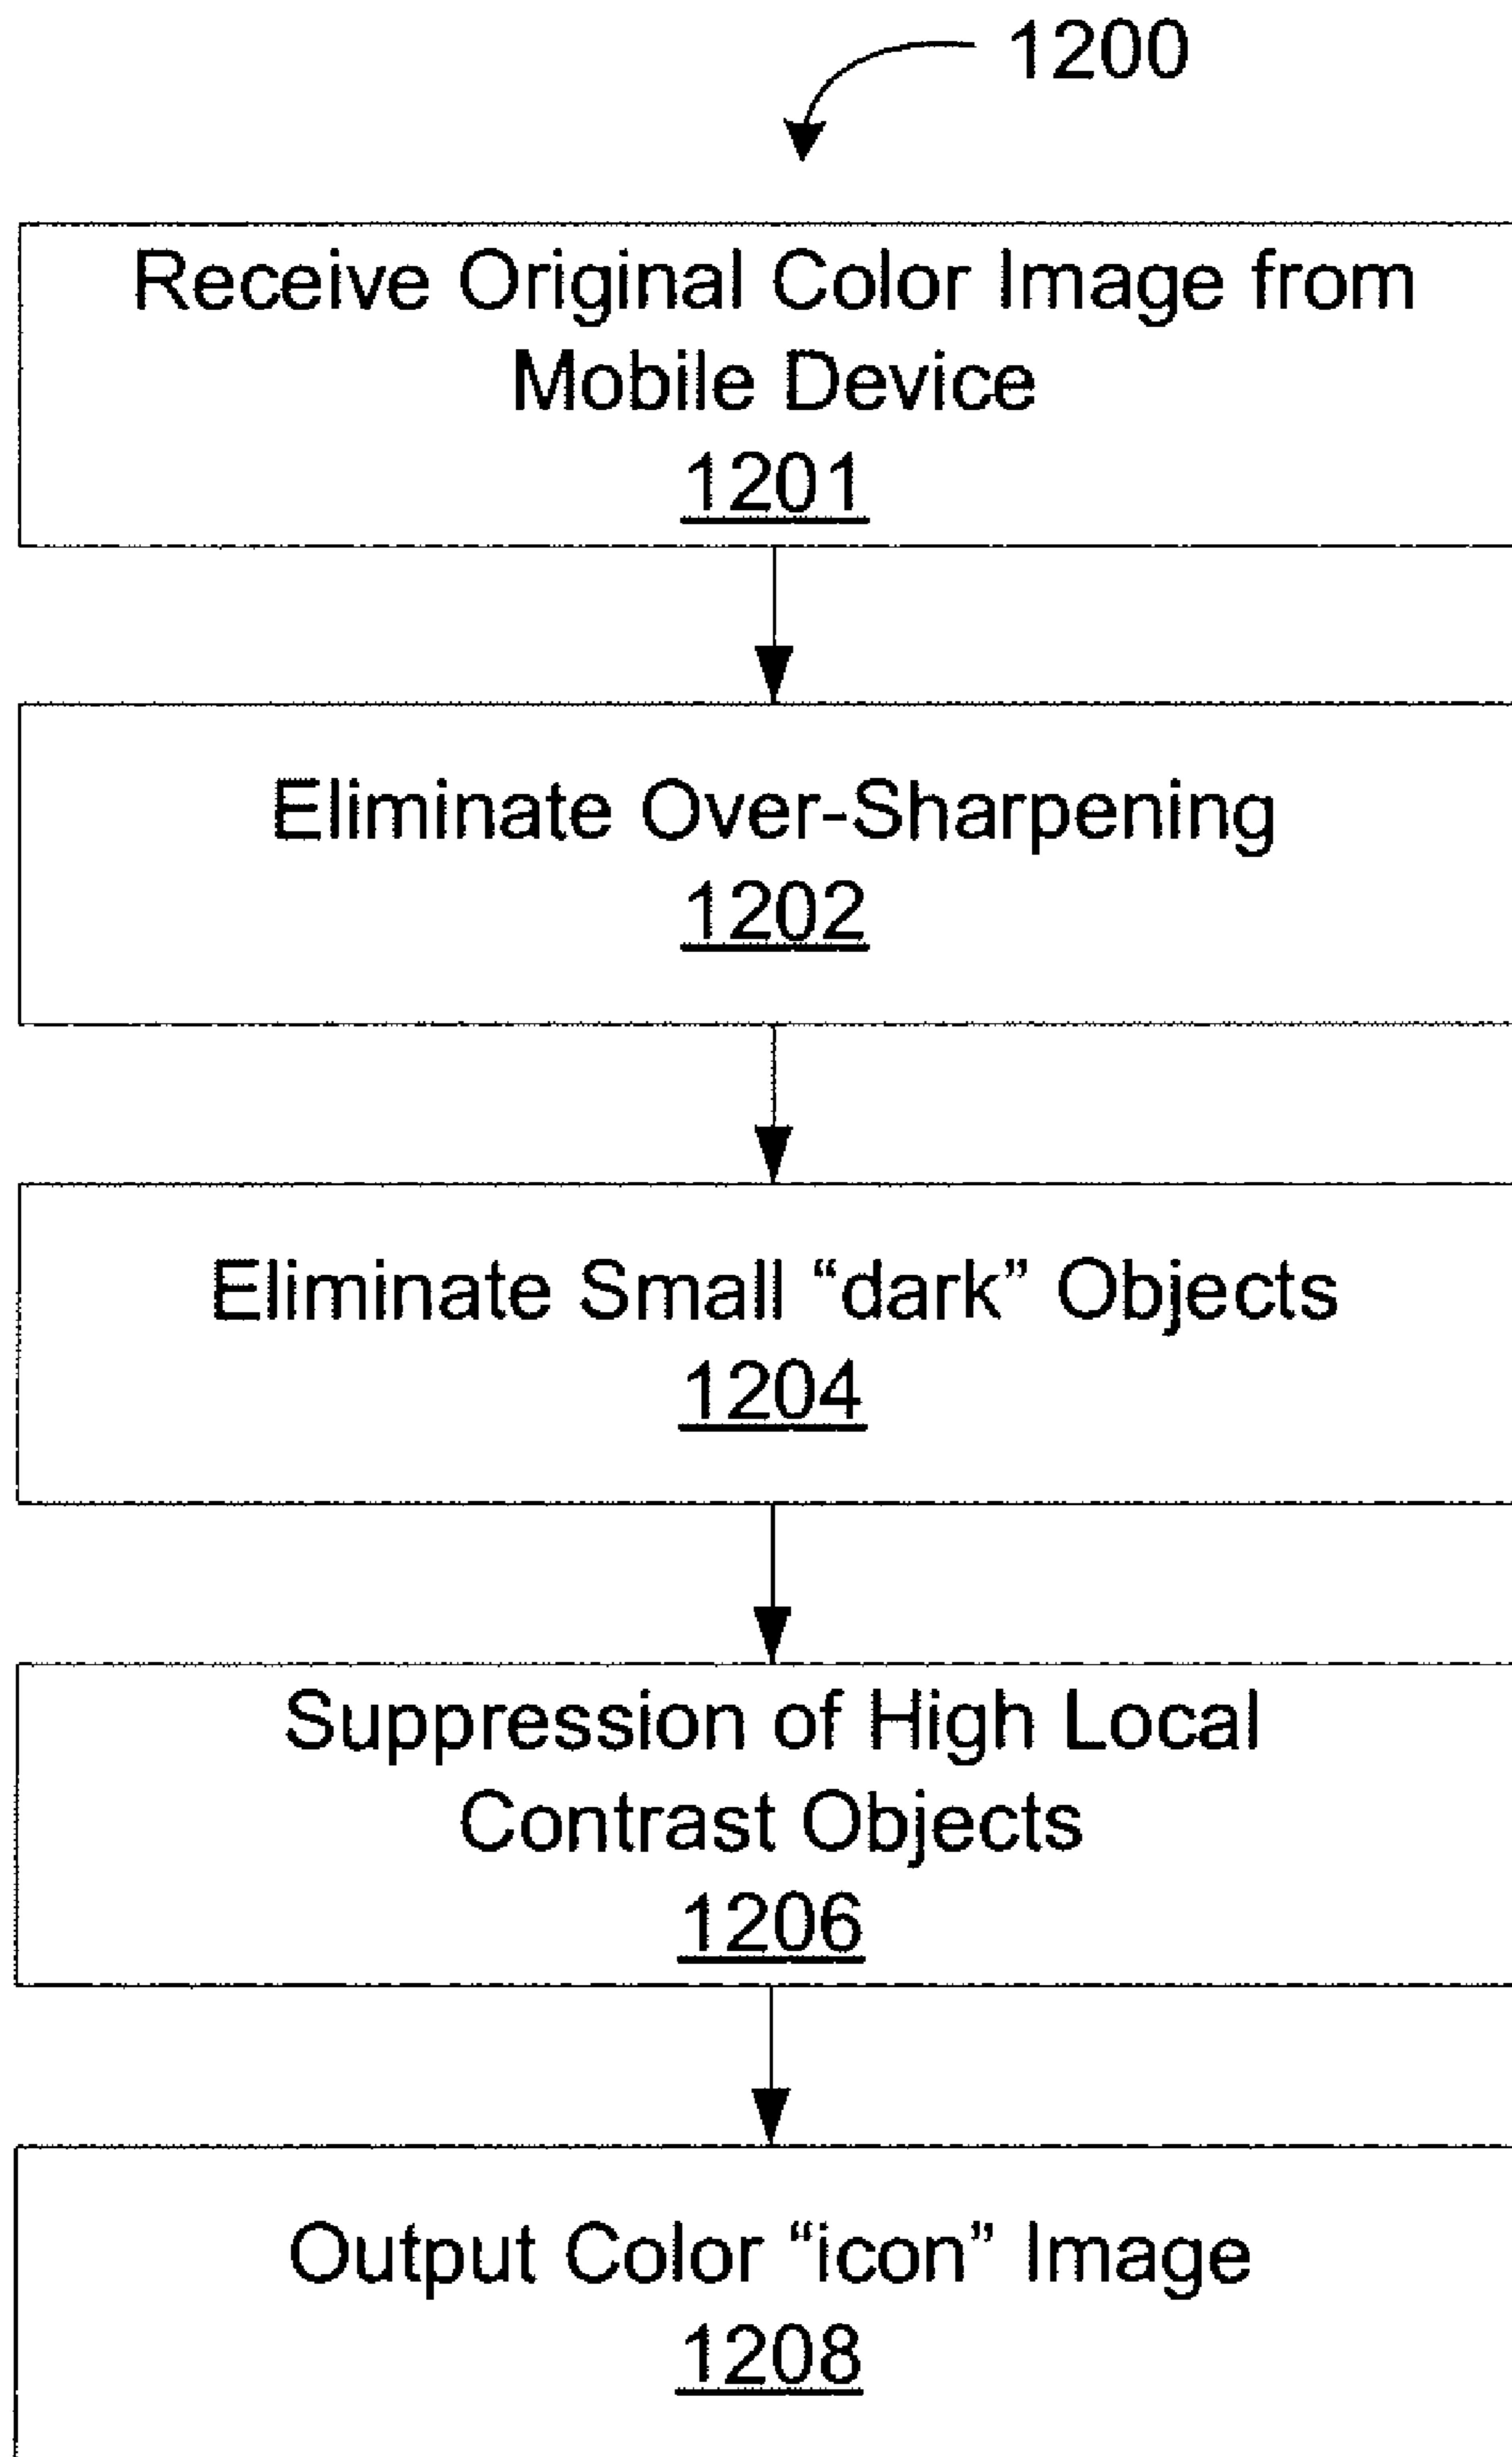 1200
Receive Original Color Image from
Mobile Device
1201
Eliminate Over-Sharpening
1202
Eliminate Small “dark” Objects
1204
Suppression of High Local
Contrast Objects
1206
Output Color “icon” Image
1208